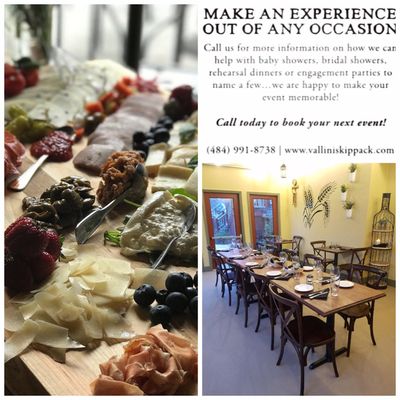 MAKE AN EXPERIENCE
OUT OF ANY OCCASION
Call us for more information on how we can
help with baby showers, bridal showers,
rehearsal dinners or engagement parties to
name a few...we are happy to make your
event memorable!
Call today to book your next event!
(484) 991-8738 | www.valliniskippack.com